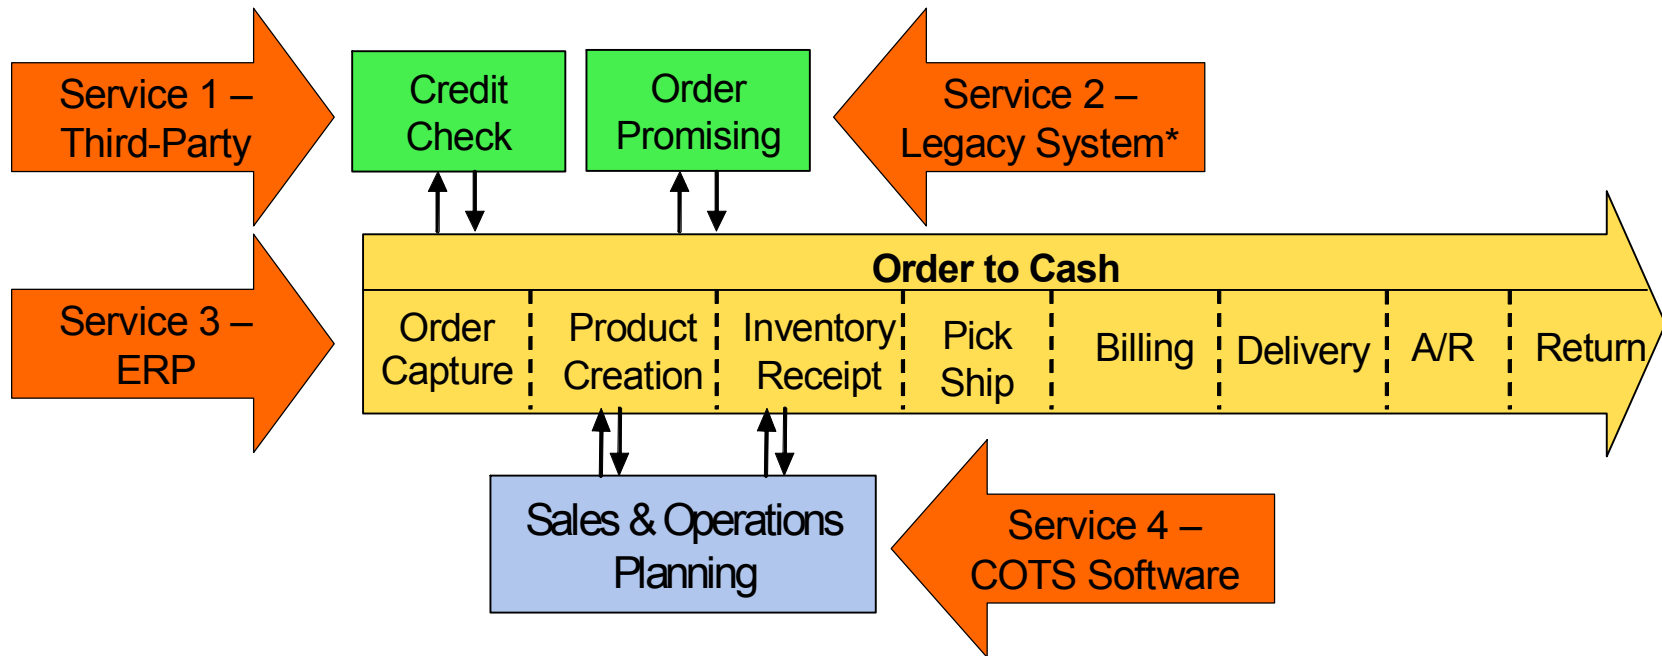 Service 1 –
Third-Party
Credit
Check
Order
Promising
Service 2 –
Legacy System*
Service 3 –
ERP
Order to Cash
Order
Capture
Product
Creation
Inventory
Receipt
Pick
Ship
Billing
Delivery
A/R
Return
Sales & Operations
Planning
Service 4 –
COTS Software